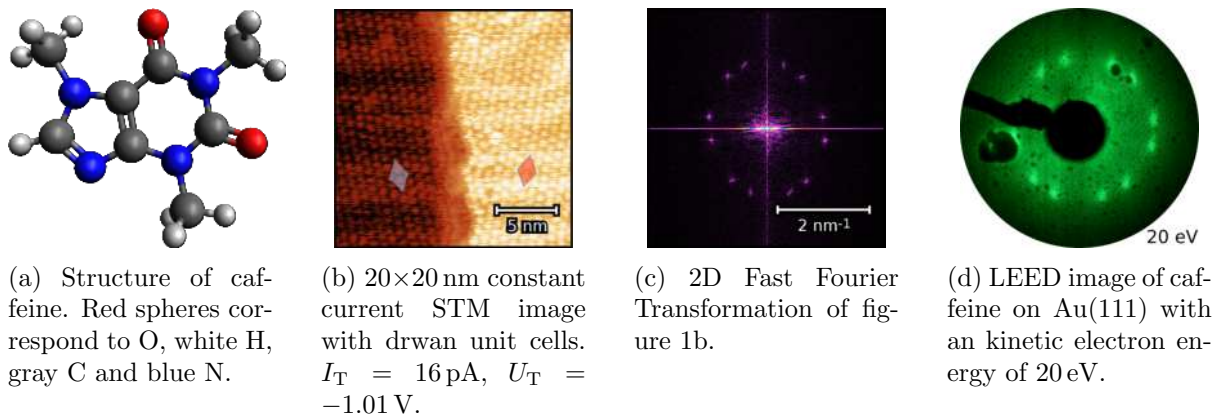 5 nm
2 nm-1
20 eV
(a) Structure of caf-
feine. Red spheres cor-
respond to O, white H,
gray C and blue N.
(b) 20×20 nm constant
current STM image
with drwan unit cells.
I_T = 16 pA, U_T =
−1.01 V.
(c) 2D Fast Fourier
Transformation of fig-
ure 1b.
(d) LEED image of caf-
feine on Au(111) with
an kinetic electron en-
ergy of 20 eV.